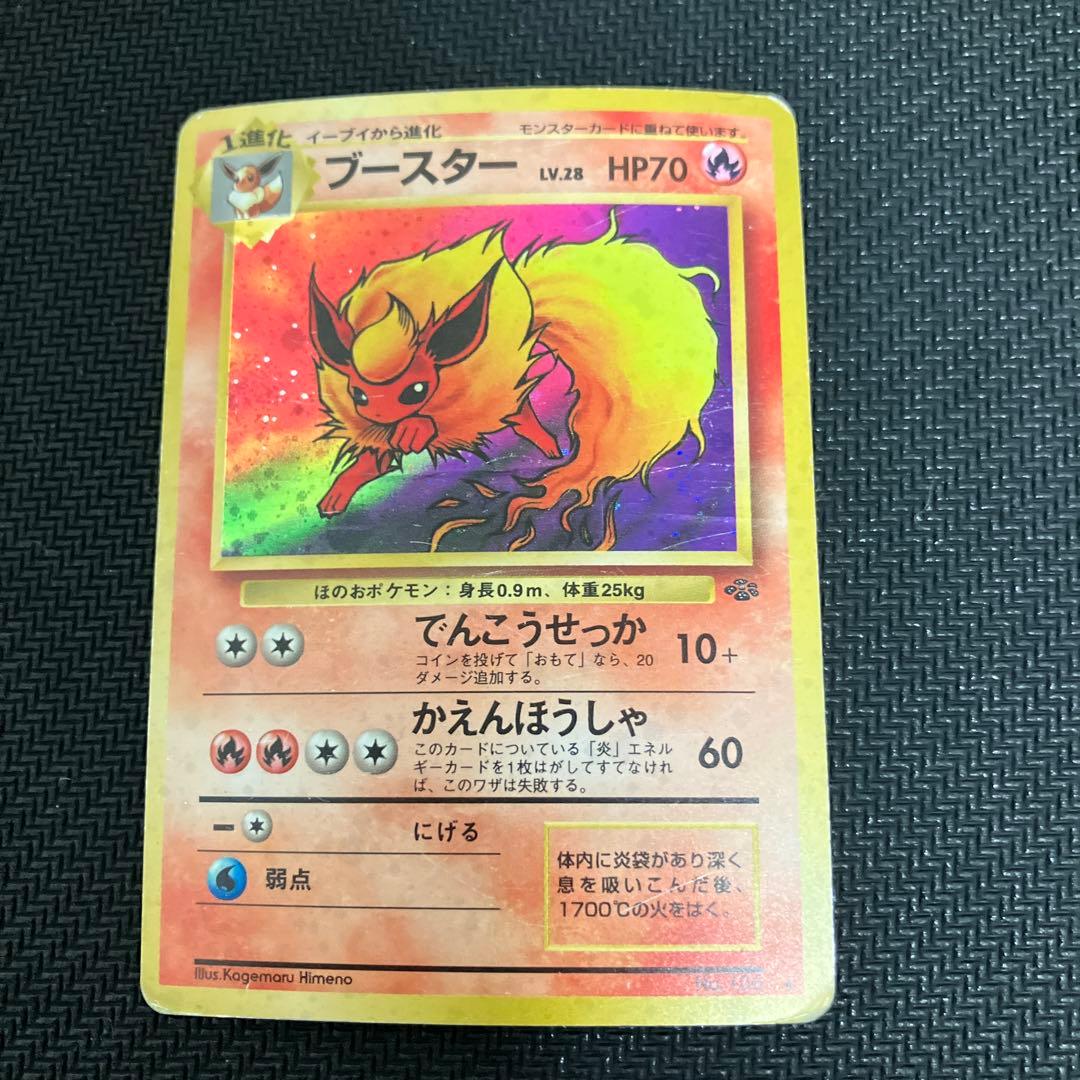 1進化 イーブイから進化 モンスターカードに重ねて使います。
ブースター LV.28 HP70
ほのおポケモン：身長0.9m、体重25kg
でんこうせっか 10+
コインを投げて「おもて」なら、20
ダメージ追加する。
かえんほうしゃ 60
このカードについている「炎」エネル
ギーカードを1枚はがしてすてなけれ
ば、このワザは失敗する。
− にげる
弱点
体内に炎袋があり深く
息を吸いこんだ後、
1700℃の火をはく。
Illus.Kagemaru Himeno
No.